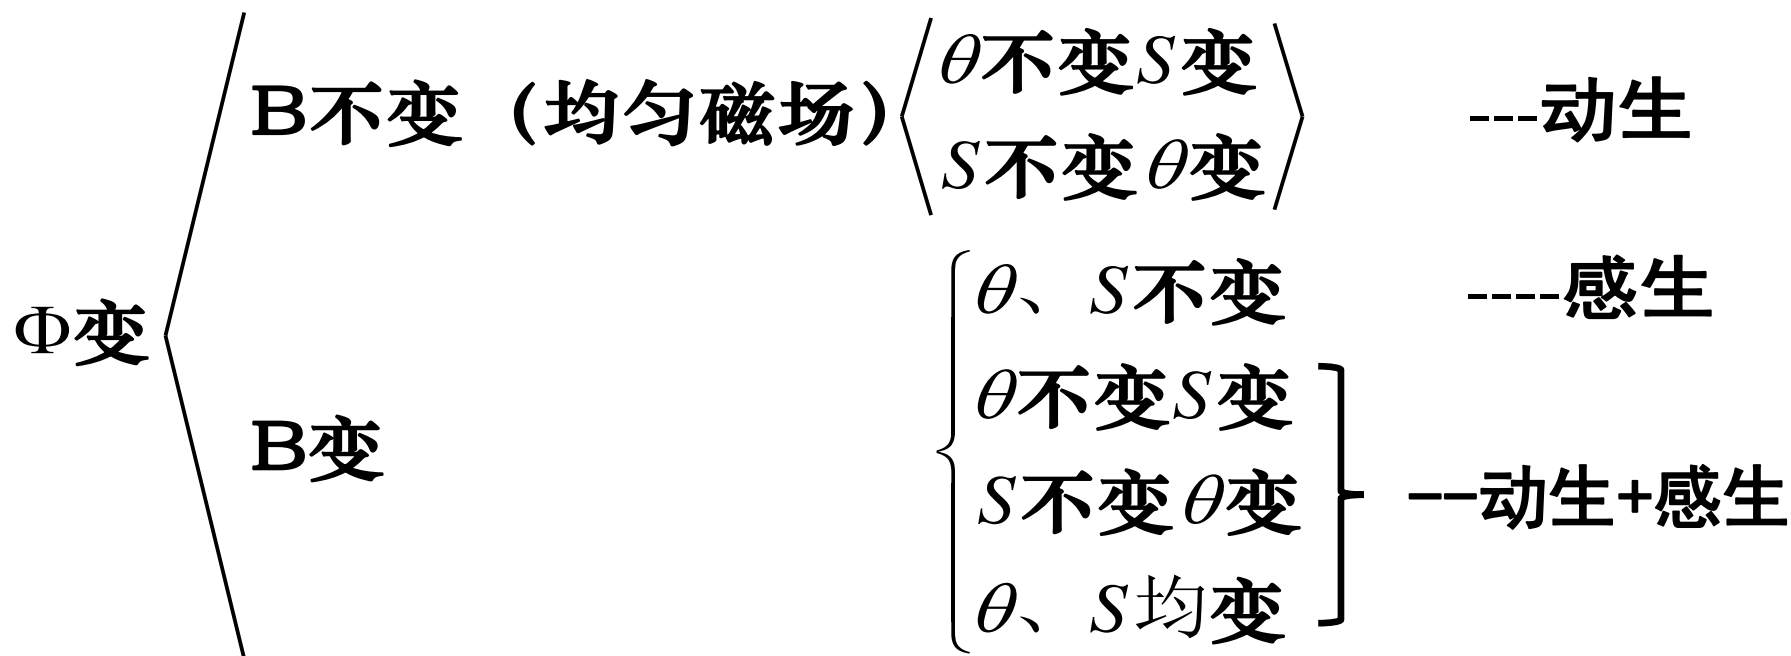 θ不变S变
B不变（均匀磁场） ---动生
S不变θ变
θ、S不变 ----感生
Φ变
θ不变S变
B变
S不变θ变 --动生+感生
θ、S均变